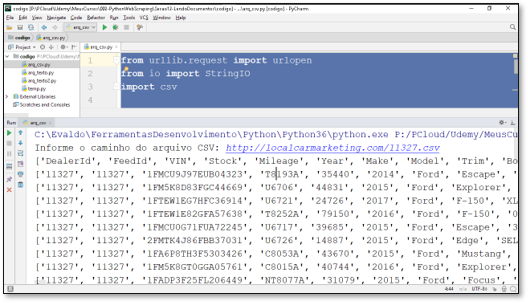 codigo [P:\PCloud\Udemy\MeusCursos\002-PythonWebScraping\Secao12-LendoDocumentos\codigo] - ...\arq_csv.py [codigo] - PyCharm
File Edit View Navigate Code Refactor Run Tools VCS Window Help
arq_csv
codigo arq_csv.py
Project
arq_csv.py
codigo P:\PCloud\Udemy\
arq_csv.py
arq_texto.py
arq_texto2.py
temp.py
External Libraries
Scratches and Consoles
1 from urllib.request import urlopen
2 from io import StringIO
3 import csv
4
Run: arq_csv
C:\Evaldo\FerramentasDesenvolvimento\Python\Python36\python.exe P:/PCloud/Udemy/MeusCu
Informe o caminho do arquivo CSV: http://localcarmarketing.com/11327.csv
['DealerId', 'FeedId', 'VIN', 'Stock', 'Mileage', 'Year', 'Make', 'Model', 'Trim', 'Bo
['11327', '11327', '1FMCU9J97EUB04323', 'T8193A', '35440', '2014', 'Ford', 'Escape', '
['11327', '11327', '1FM5K8D83FGC44669', 'U6706', '44831', '2015', 'Ford', 'Explorer',
['11327', '11327', '1FTEW1EG7HFC36914', 'U6721', '24726', '2017', 'Ford', 'F-150', 'XL
['11327', '11327', '1FTEW1E82GFA57638', 'T8252A', '79150', '2016', 'Ford', 'F-150', '
['11327', '11327', '1FMCU0G71FUA72245', 'U6717', '39685', '2015', 'Ford', 'Escape', '
['11327', '11327', '2FMTK4J86FBB37031', 'U6726', '14887', '2015', 'Ford', 'Edge', 'SEL
['11327', '11327', '1FA6P8TH3F5303426', 'C8053A', '43670', '2015', 'Ford', 'Mustang',
['11327', '11327', '1FM5K8GT0GGA05761', 'C8015A', '40744', '2016', 'Ford', 'Explorer',
['11327', '11327', '1FADP3F25FL206449', 'NT8077A', '31079', '2015', 'Ford', 'Focus', '
4:44 n/a UTF-8